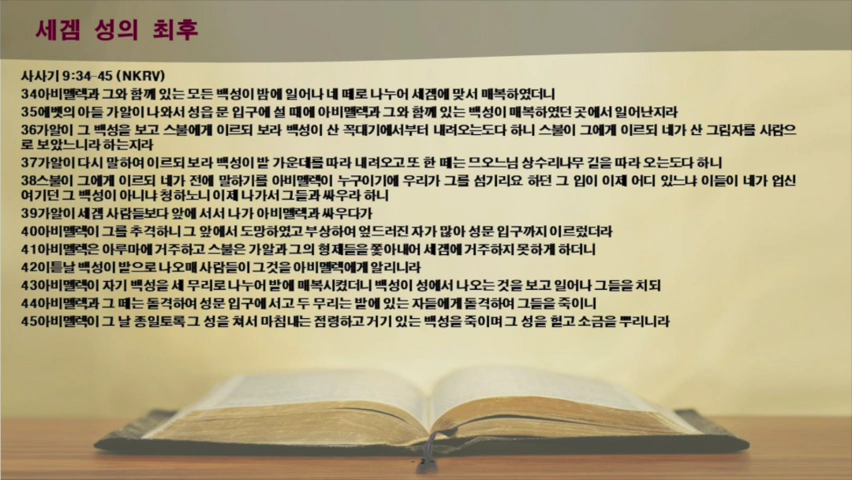 세겜 성의 최후
사사기 9:34-45 (NKRV)
34아비멜렉과 그와 함께 있는 모든 백성이 밤에 일어나 네 떼로 나누어 세겜에 맞서 매복하였더니
35에벳의 아들 가알이 나와서 성읍 문 입구에 설 때에 아비멜렉과 그와 함께 있는 백성이 매복하였던 곳에서 일어난지라
36가알이 그 백성을 보고 스불에게 이르되 보라 백성이 산 꼭대기에서부터 내려오는도다 하니 스불이 그에게 이르되 네가 산 그림자를 사람으
로 보았느니라 하는지라
37가알이 다시 말하여 이르되 보라 백성이 밭 가운데를 따라 내려오고 또 한 떼는 므오느님 상수리나무 길을 따라 오는도다 하니
38스불이 그에게 이르되 네가 전에 말하기를 아비멜렉이 누구이기에 우리가 그를 섬기리요 하던 그 입이 이제 어디 있느냐 이들이 네가 업신
여기던 그 백성이 아니냐 청하노니 이제 나가서 그들과 싸우라 하니
39가알이 세겜 사람들보다 앞에 서서 나가 아비멜렉과 싸우다가
40아비멜렉이 그를 추격하니 그 앞에서 도망하였고 부상하여 엎드러진 자가 많아 성문 입구까지 이르렀더라
41아비멜렉은 아루마에 거주하고 스불은 가알과 그의 형제들을 쫓아내어 세겜에 거주하지 못하게 하더니
42이튿날 백성이 밭으로 나오매 사람들이 그것을 아비멜렉에게 알리니라
43아비멜렉이 자기 백성을 세 무리로 나누어 밭에 매복시켰더니 백성이 성에서 나오는 것을 보고 일어나 그들을 치되
44아비멜렉과 그 떼는 돌격하여 성문 입구에 서고 두 무리는 밭에 있는 자들에게 돌격하여 그들을 죽이니
45아비멜렉이 그 날 종일토록 그 성을 쳐서 마침내는 점령하고 거기 있는 백성을 죽이며 그 성을 헐고 소금을 뿌리니라